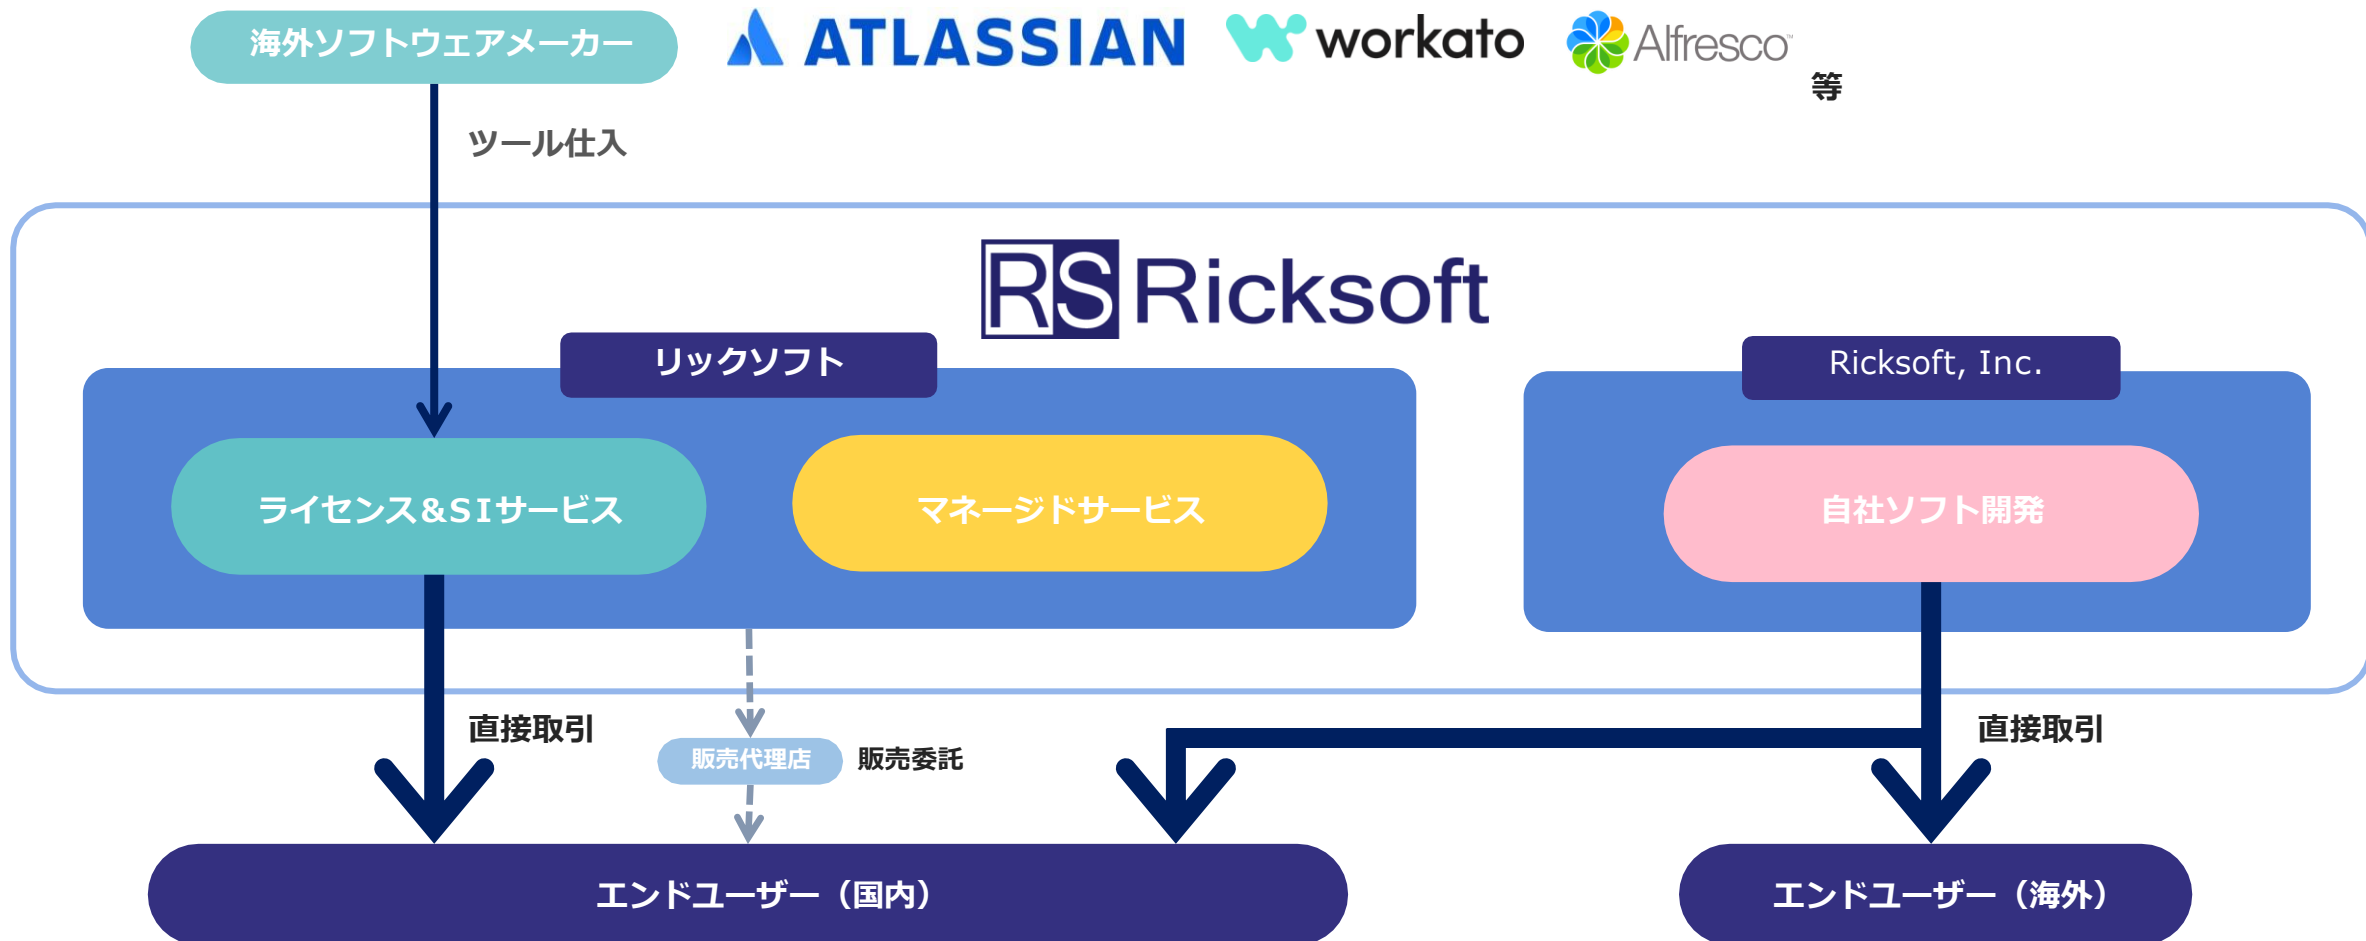 海外ソフトウェアメーカー
ATLASSIAN
workato
Alfresco™
等
ツール仕入
RS Ricksoft
リックソフト
Ricksoft, Inc.
ライセンス&SIサービス
マネージドサービス
自社ソフト開発
直接取引
販売代理店
販売委託
直接取引
エンドユーザー（国内）
エンドユーザー（海外）